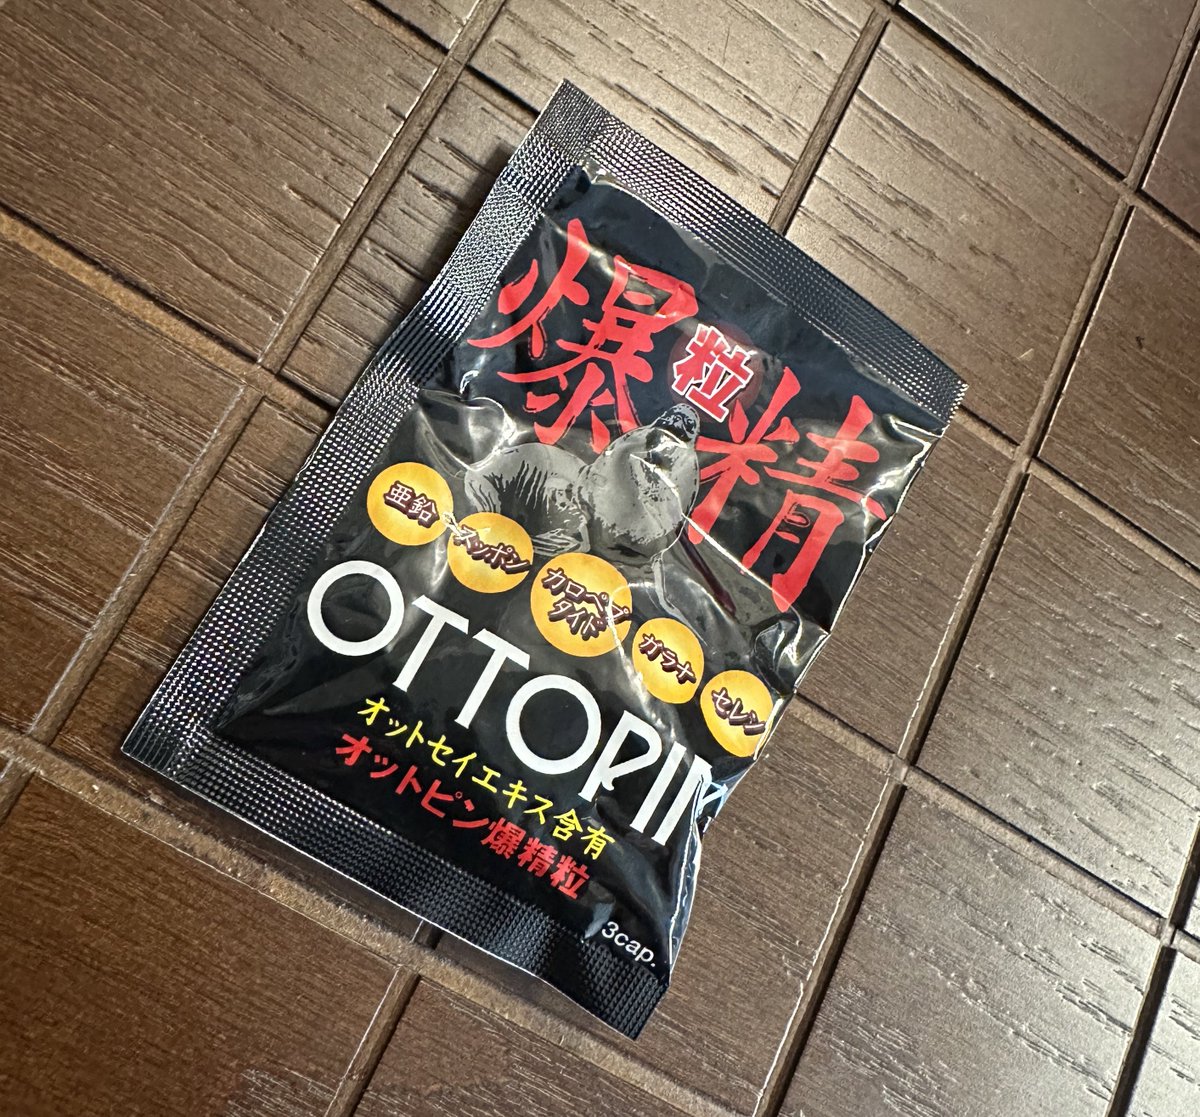 爆粒精
亜鉛
スッポン
カロペプ
タイド
ガラナ
セレン
OTTOPIN
オットセイエキス含有
オットピン爆精粒
3cap.